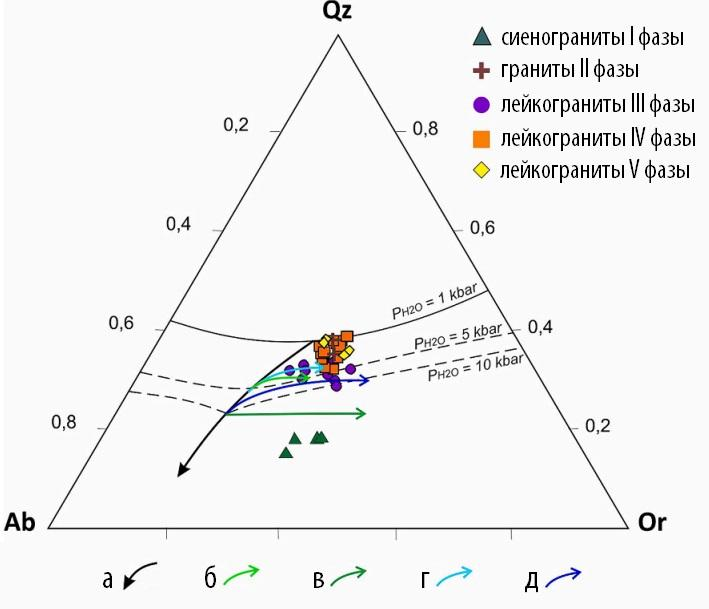 Qz
сиенограниты I фазы
граниты II фазы
лейкограниты III фазы
лейкограниты IV фазы
лейкограниты V фазы
0,2
0,8
0,4
0,6
PH2O = 1 kbar
0,6
0,4
PH2O = 5 kbar
PH2O = 10 kbar
0,8
0,2
Ab
Or
а б в г д